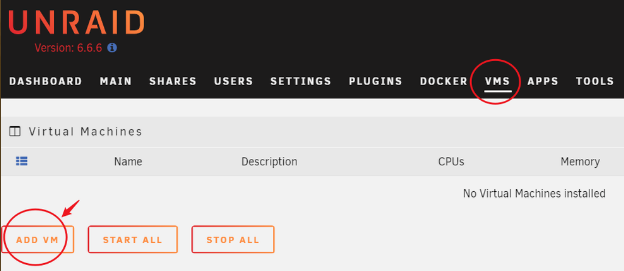 UNRAID
Version: 6.6.6
DASHBOARD MAIN SHARES USERS SETTINGS PLUGINS DOCKER VMS APPS TOOLS
Virtual Machines
Name Description CPUs Memory
No Virtual Machines installed
ADD VM START ALL STOP ALL